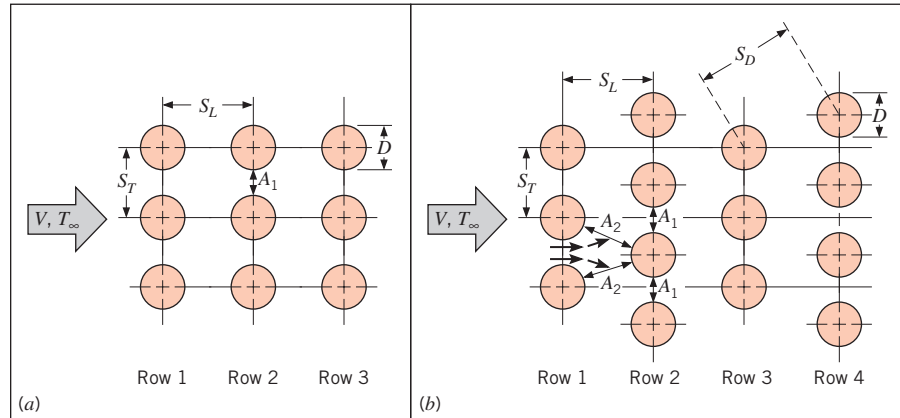 S_L
D
S_T
A_1
V, T_∞
Row 1 Row 2 Row 3
(a)
S_D
S_L
D
S_T
A_2
A_1
V, T_∞
A_2
A_1
Row 1 Row 2 Row 3 Row 4
(b)